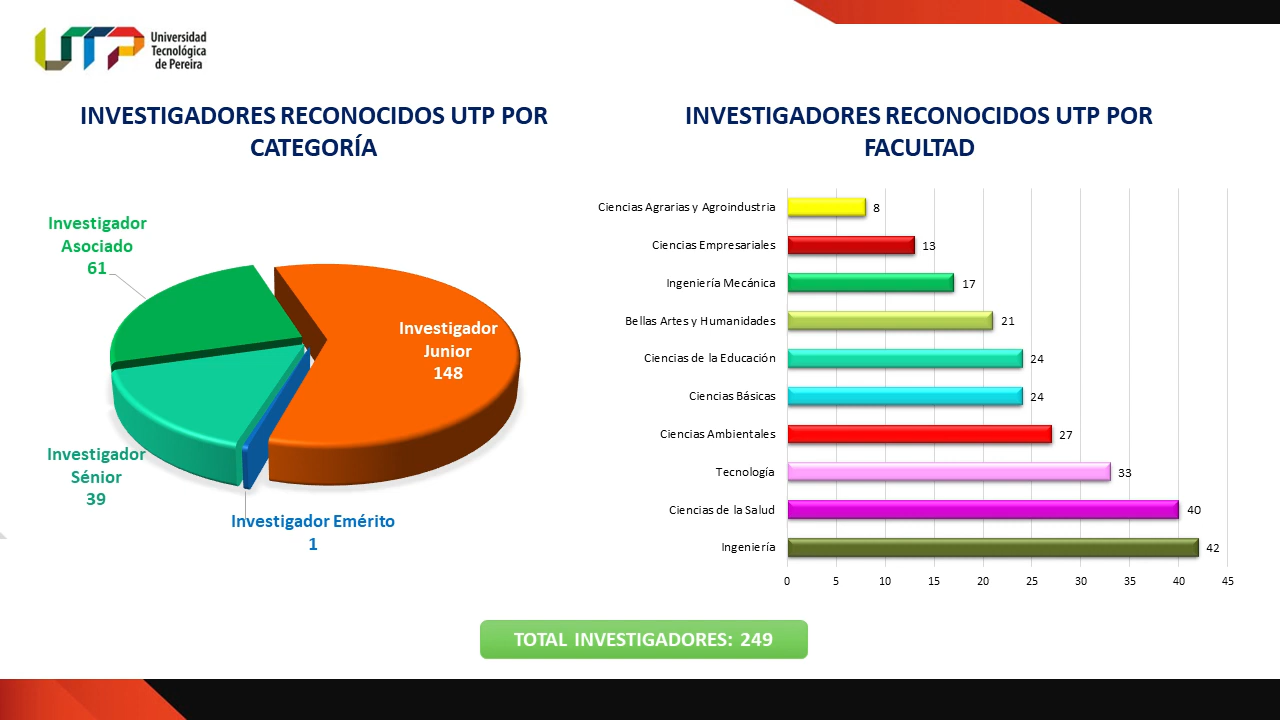 Universidad
Tecnológica
de Pereira
INVESTIGADORES RECONOCIDOS UTP POR
CATEGORÍA
Investigador
Asociado
61
Investigador
Junior
148
Investigador
Sénior
39
Investigador Emérito
1
INVESTIGADORES RECONOCIDOS UTP POR
FACULTAD
Ciencias Agrarias y Agroindustria 8
Ciencias Empresariales 13
Ingeniería Mecánica 17
Bellas Artes y Humanidades 21
Ciencias de la Educación 24
Ciencias Básicas 24
Ciencias Ambientales 27
Tecnología 33
Ciencias de la Salud 40
Ingeniería 42
0 5 10 15 20 25 30 35 40 45
TOTAL INVESTIGADORES: 249